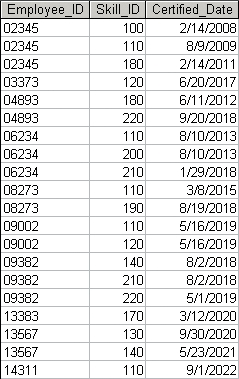 Employee_ID Skill_ID Certified_Date
02345 100 2/14/2008
02345 110 8/9/2009
02345 180 2/14/2011
03373 120 6/20/2017
04893 180 6/11/2012
04893 220 9/20/2018
06234 110 8/10/2013
06234 200 8/10/2013
06234 210 1/29/2018
08273 110 3/8/2015
08273 190 8/19/2018
09002 110 5/16/2019
09002 120 5/16/2019
09382 140 8/2/2018
09382 210 8/2/2018
09382 220 5/1/2019
13383 170 3/12/2020
13567 130 9/30/2020
13567 140 5/23/2021
14311 110 9/1/2022